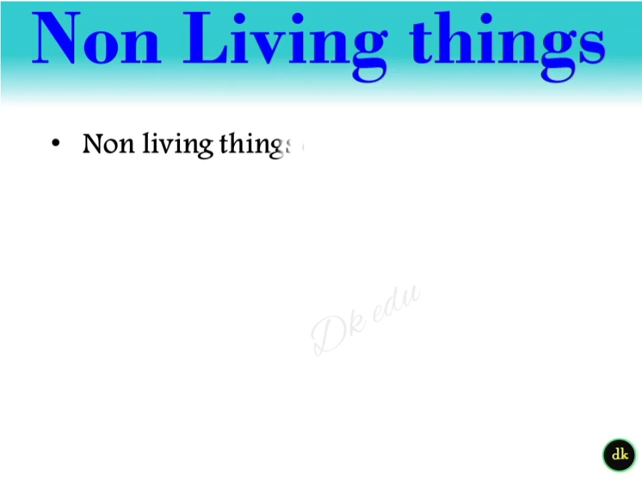 Non Living things
• Non living things
Dk edu
dk